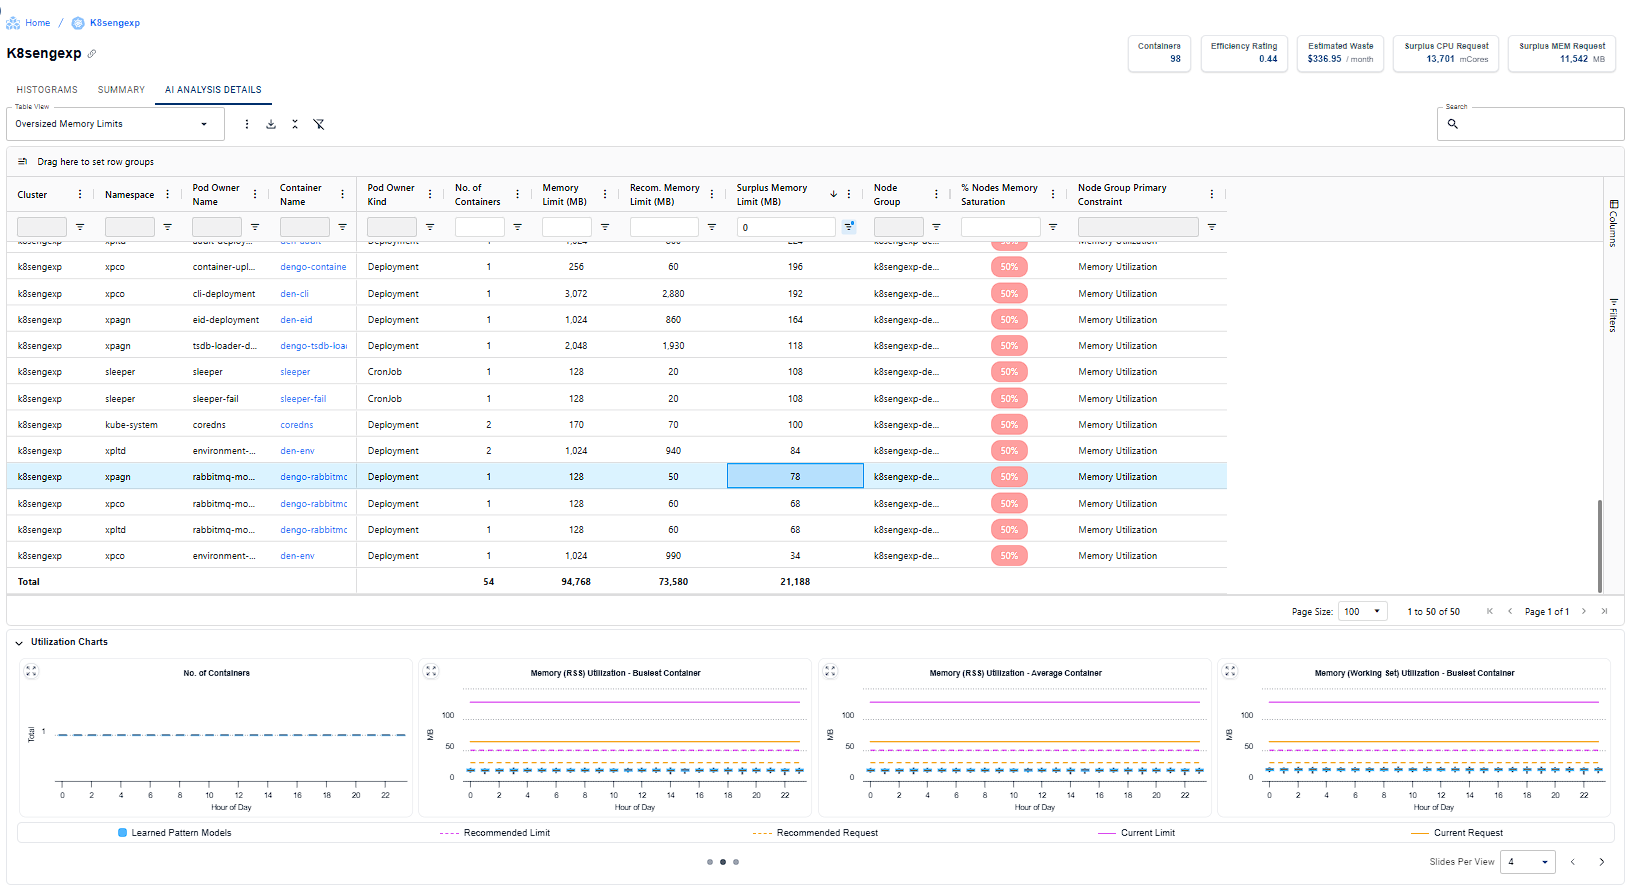 Home / K8sengexp
K8sengexp
Containers 98
Efficiency Rating 0.44
Estimated Waste $336.95 / month
Surplus CPU Request 13,701 mCores
Surplus MEM Request 11,542 MB
HISTOGRAMS SUMMARY AI ANALYSIS DETAILS
Table View
Oversized Memory Limits
Search
Drag here to set row groups
Cluster Namespace Pod Owner Name Container Name Pod Owner Kind No. of Containers Memory Limit (MB) Recom. Memory Limit (MB) Surplus Memory Limit (MB) Node Group % Nodes Memory Saturation Node Group Primary Constraint
0
k8sengexp xpco container-upl... dengo-containe Deployment 1 256 60 196 k8sengexp-de... 50% Memory Utilization
k8sengexp xpco cli-deployment den-cli Deployment 1 3,072 2,880 192 k8sengexp-de... 50% Memory Utilization
k8sengexp xpagn eid-deployment den-eid Deployment 1 1,024 860 164 k8sengexp-de... 50% Memory Utilization
k8sengexp xpagn tsdb-loader-d... dengo-tsdb-loa Deployment 1 2,048 1,930 118 k8sengexp-de... 50% Memory Utilization
k8sengexp sleeper sleeper sleeper CronJob 1 128 20 108 k8sengexp-de... 50% Memory Utilization
k8sengexp sleeper sleeper-fail sleeper-fail CronJob 1 128 20 108 k8sengexp-de... 50% Memory Utilization
k8sengexp kube-system coredns coredns Deployment 2 170 70 100 k8sengexp-de... 50% Memory Utilization
k8sengexp xpltd environment-... den-env Deployment 2 1,024 940 84 k8sengexp-de... 50% Memory Utilization
k8sengexp xpagn rabbitmq-mo... dengo-rabbitmc Deployment 1 128 50 78 k8sengexp-de... 50% Memory Utilization
k8sengexp xpco rabbitmq-mo... dengo-rabbitmc Deployment 1 128 60 68 k8sengexp-de... 50% Memory Utilization
k8sengexp xpltd rabbitmq-mo... dengo-rabbitmc Deployment 1 128 60 68 k8sengexp-de... 50% Memory Utilization
k8sengexp xpco environment-... den-env Deployment 1 1,024 990 34 k8sengexp-de... 50% Memory Utilization
Total 54 94,768 73,580 21,188
Columns
Filters
Page Size: 100 1 to 50 of 50 Page 1 of 1
Utilization Charts
No. of Containers
Total
1
0 2 4 6 8 10 12 14 16 18 20 22
Hour of Day
Memory (RSS) Utilization - Busiest Container
MB
100
50
0
0 2 4 6 8 10 12 14 16 18 20 22
Hour of Day
Memory (RSS) Utilization - Average Container
MB
100
50
0
0 2 4 6 8 10 12 14 16 18 20 22
Hour of Day
Memory (Working Set) Utilization - Busiest Container
MB
100
50
0
0 2 4 6 8 10 12 14 16 18 20 22
Hour of Day
Learned Pattern Models Recommended Limit Recommended Request Current Limit Current Request
Slides Per View 4